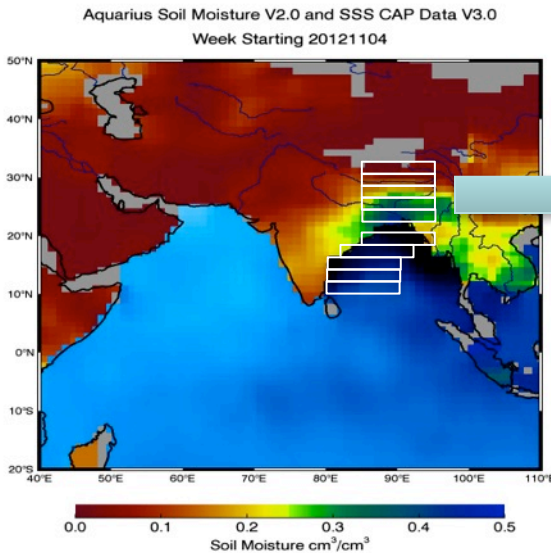 Aquarius Soil Moisture V2.0 and SSS CAP Data V3.0
Week Starting 20121104
50°N
40°N
30°N
20°N
10°N
0°N
10°S
20°S
40°E 50°E 60°E 70°E 80°E 90°E 100°E 110°E
0.0 0.1 0.2 0.3 0.4 0.5
Soil Moisture cm³/cm³